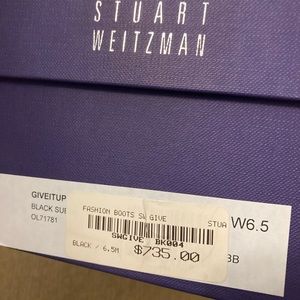 STUART
WEITZMAN
GIVEITUP
BLACK SUE
OL71781
W6.5
BB
FASHION BOOTS SW GIVE
STUA
SWGIVE BK004
BLACK / 6.5M
$735.00